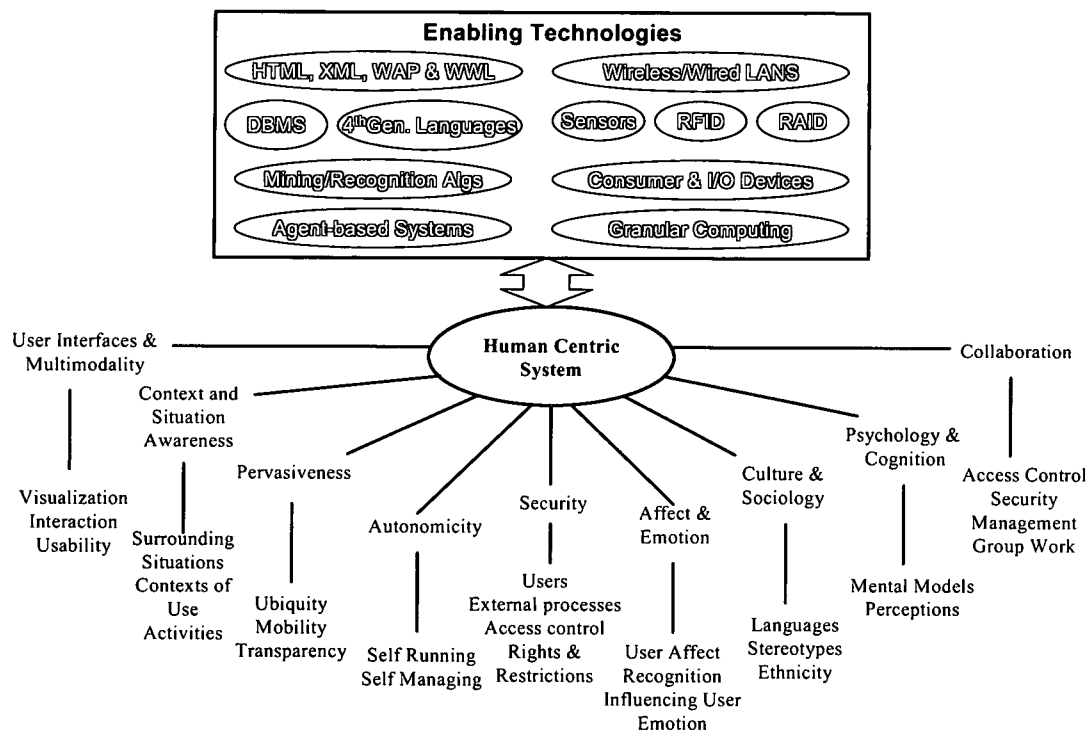 Enabling Technologies
HTML, XML, WAP & WWL
Wireless/Wired LANS
DBMS
4thGen. Languages
Sensors
RFID
RAID
Mining/Recognition Algs
Consumer & I/O Devices
Agent-based Systems
Granular Computing
Human Centric
System
User Interfaces &
Multimodality
Visualization
Interaction
Usability
Context and
Situation
Awareness
Surrounding
Situations
Contexts of
Use
Activities
Pervasiveness
Ubiquity
Mobility
Transparency
Autonomicity
Self Running
Self Managing
Security
Users
External processes
Access control
Rights &
Restrictions
Affect &
Emotion
User Affect
Recognition
Influencing User
Emotion
Culture &
Sociology
Languages
Stereotypes
Ethnicity
Psychology &
Cognition
Mental Models
Perceptions
Collaboration
Access Control
Security
Management
Group Work